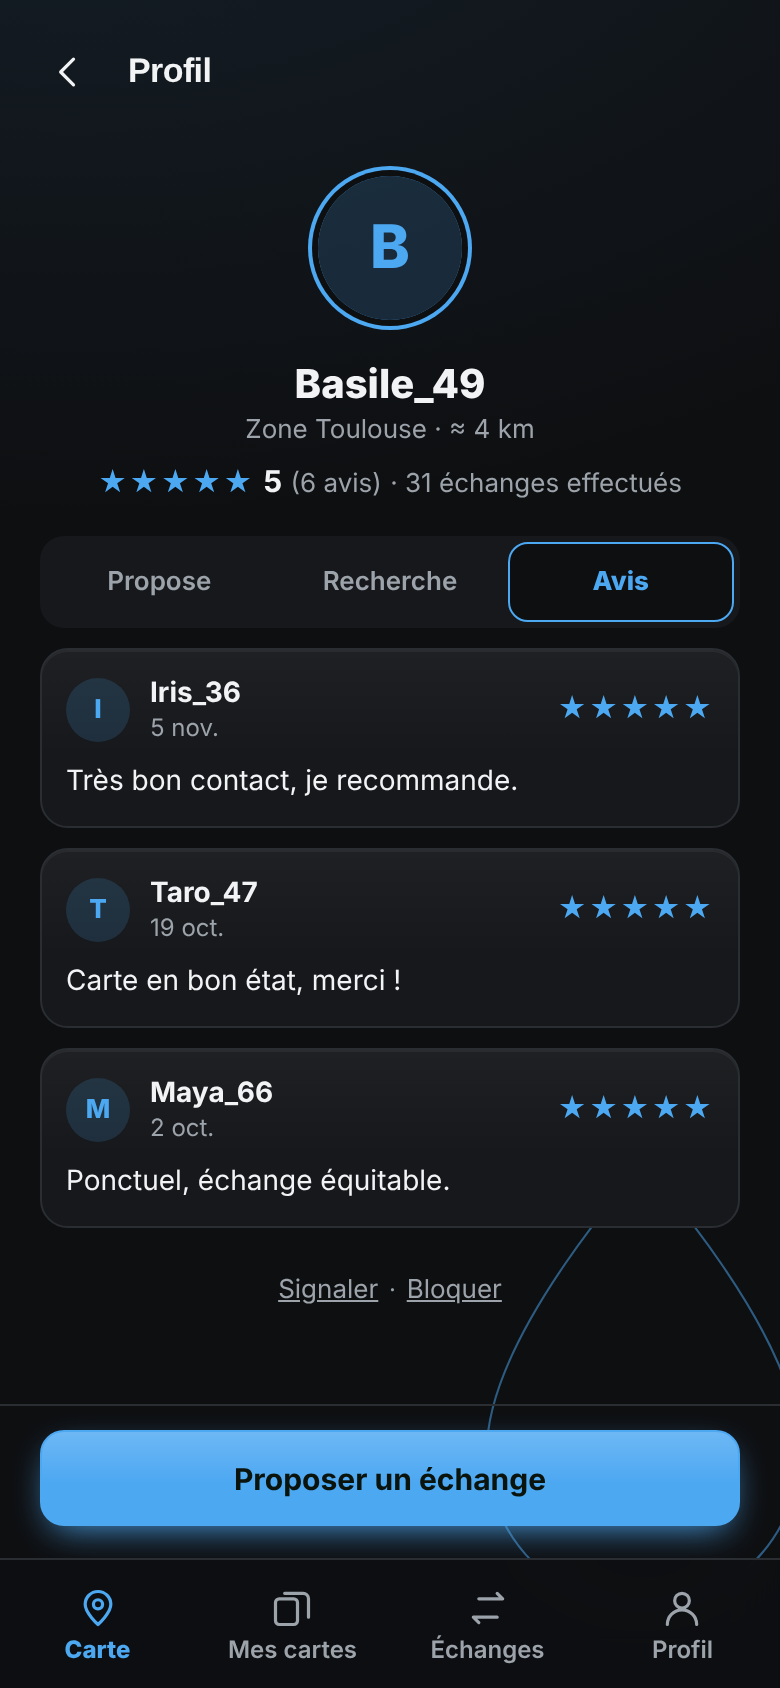 Profil
B
Basile_49
Zone Toulouse · ≈ 4 km
★★★★★ 5 (6 avis) · 31 échanges effectués
Propose Recherche Avis
I Iris_36 ★★★★★
5 nov.
Très bon contact, je recommande.
T Taro_47 ★★★★★
19 oct.
Carte en bon état, merci !
M Maya_66 ★★★★★
2 oct.
Ponctuel, échange équitable.
Signaler · Bloquer
Proposer un échange
Carte Mes cartes Échanges Profil